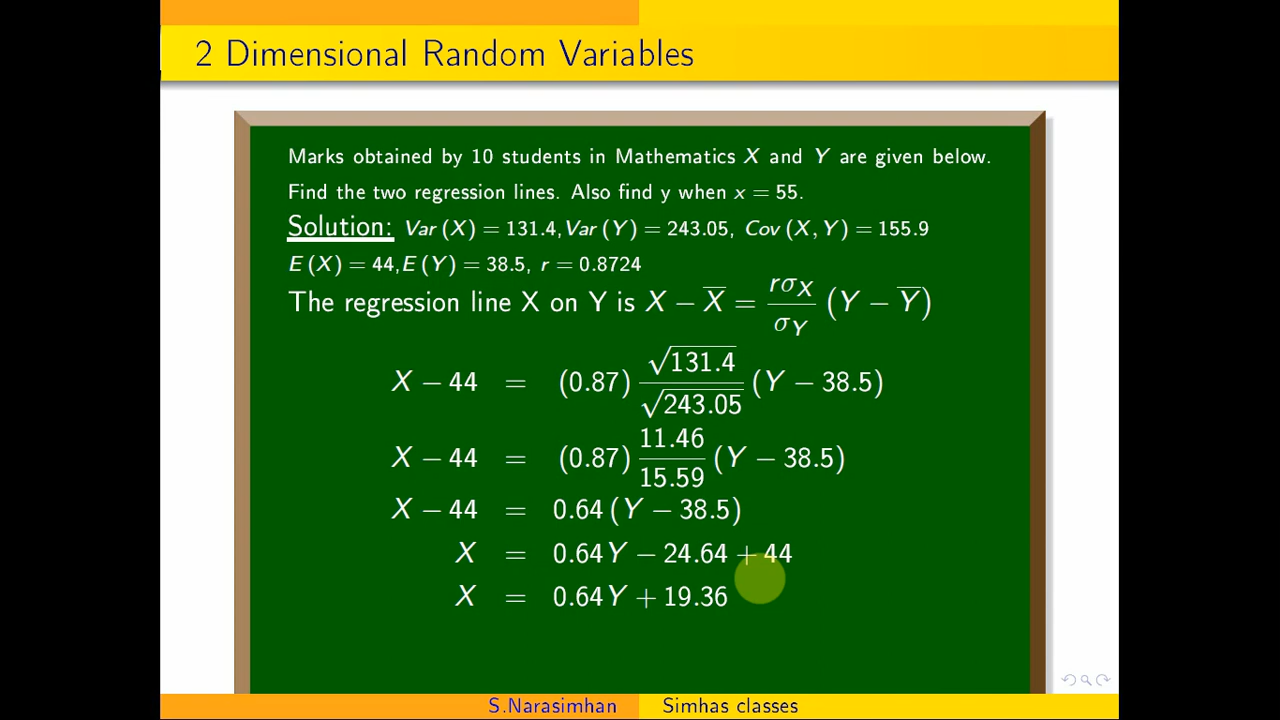 2 Dimensional Random Variables
Marks obtained by 10 students in Mathematics X and Y are given below.
Find the two regression lines. Also find y when x = 55.
Solution: Var (X) = 131.4,Var (Y) = 243.05, Cov (X, Y) = 155.9
E (X) = 44,E (Y) = 38.5, r = 0.8724
The regression line X on Y is X − X̅ = rσ_X / σ_Y (Y − Y̅)
X − 44 = (0.87) √131.4 / √243.05 (Y − 38.5)
X − 44 = (0.87) 11.46 / 15.59 (Y − 38.5)
X − 44 = 0.64 (Y − 38.5)
X = 0.64Y − 24.64 + 44
X = 0.64Y + 19.36
S.Narasimhan Simhas classes